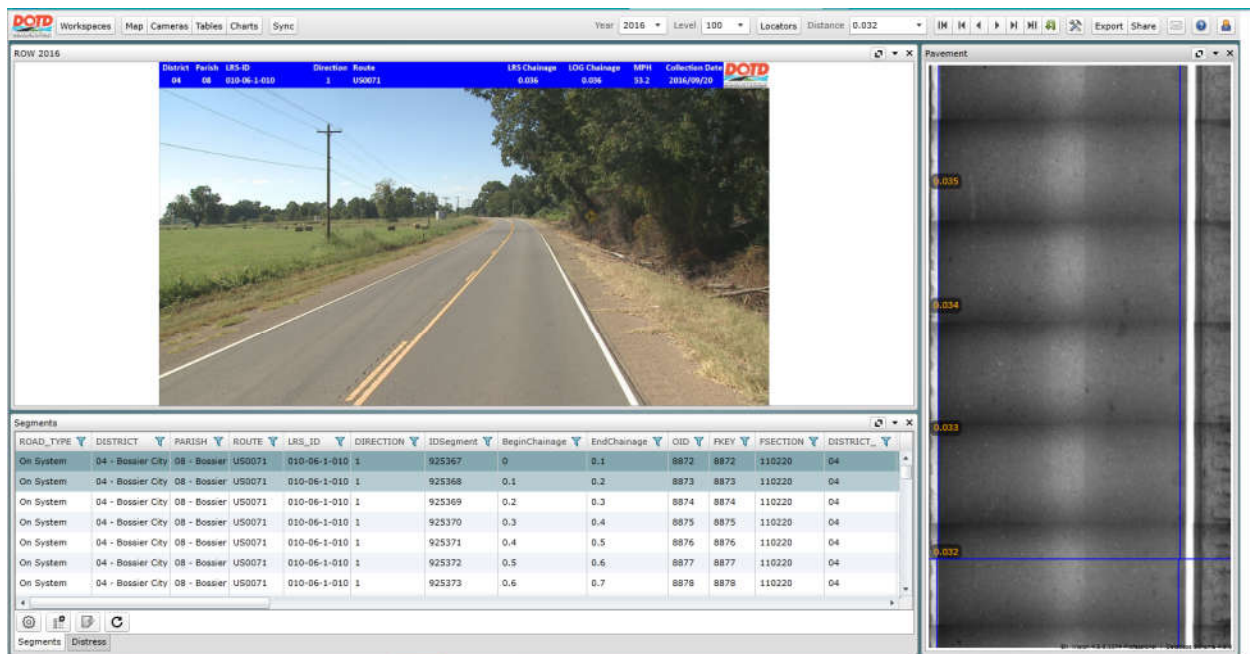 DOTD Workspaces Map Cameras Tables Charts Sync Year 2016 Level 100 Locators Distance 0.032 Export Share
ROW 2016
District Parish LRS-ID Direction Route LRS Chainage LOG Chainage MPH Collection Date DOTD
04 08 010-06-1-010 1 US0071 0.036 0.036 53.2 2016/09/20
Pavement
0.035
0.034
0.033
0.032
Segments
ROAD_TYPE DISTRICT PARISH ROUTE LRS_ID DIRECTION IDSegment BeginChainage EndChainage OID FKEY FSECTION DISTRICT_
On System 04 - Bossier City 08 - Bossier US0071 010-06-1-010 1 925367 0 0.1 8872 8872 110220 04
On System 04 - Bossier City 08 - Bossier US0071 010-06-1-010 1 925368 0.1 0.2 8873 8873 110220 04
On System 04 - Bossier City 08 - Bossier US0071 010-06-1-010 1 925369 0.2 0.3 8874 8874 110220 04
On System 04 - Bossier City 08 - Bossier US0071 010-06-1-010 1 925370 0.3 0.4 8875 8875 110220 04
On System 04 - Bossier City 08 - Bossier US0071 010-06-1-010 1 925371 0.4 0.5 8876 8876 110220 04
On System 04 - Bossier City 08 - Bossier US0071 010-06-1-010 1 925372 0.5 0.6 8877 8877 110220 04
On System 04 - Bossier City 08 - Bossier US0071 010-06-1-010 1 925373 0.6 0.7 8878 8878 110220 04
Segments Distress